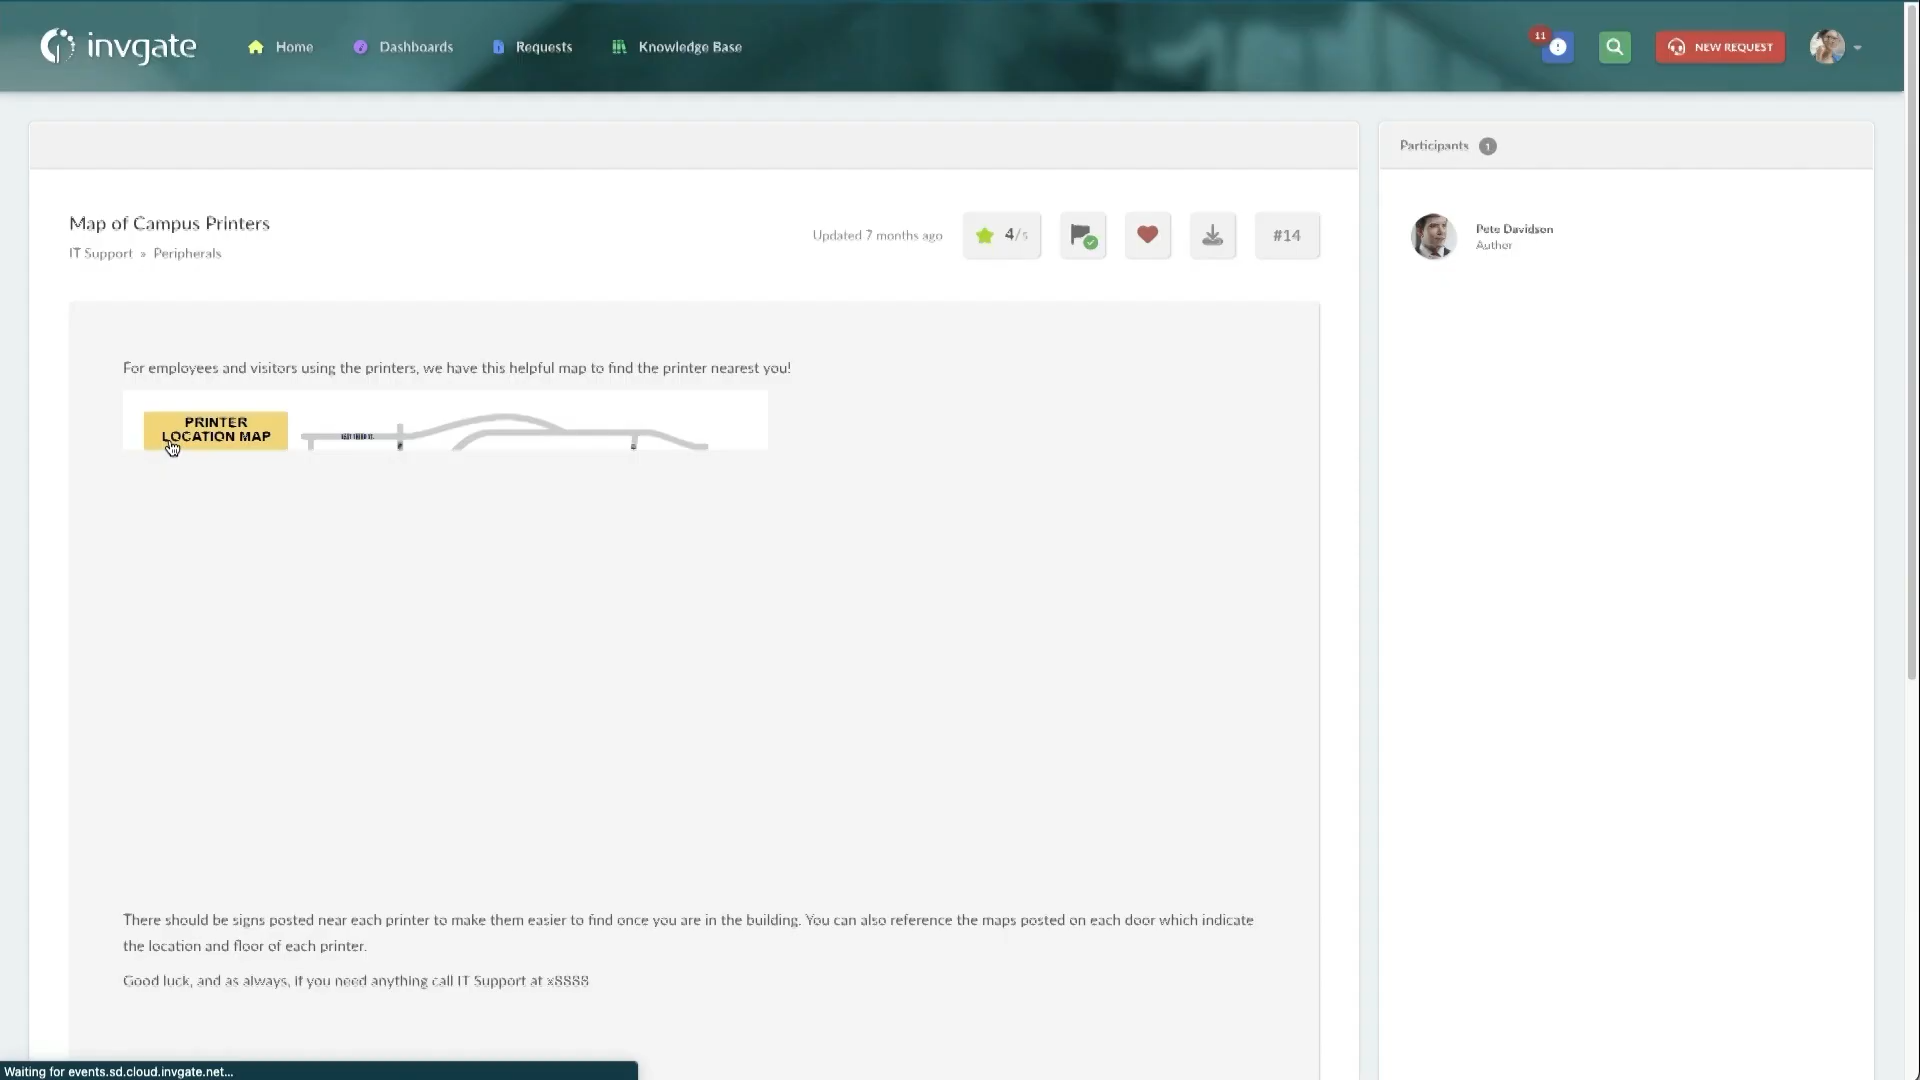 invgate
Home
Dashboards
Requests
Knowledge Base
11
NEW REQUEST
Participants 1
Map of Campus Printers
IT Support » Peripherals
Updated 7 months ago
4/5
#14
Pete Davidson
Author
For employees and visitors using the printers, we have this helpful map to find the printer nearest you!
PRINTER
LOCATION MAP
EAST THIRD ST.
There should be signs posted near each printer to make them easier to find once you are in the building. You can also reference the maps posted on each door which indicate
the location and floor of each printer.
Good luck, and as always, if you need anything call IT Support at x8888
Waiting for events.sd.cloud.invgate.net...